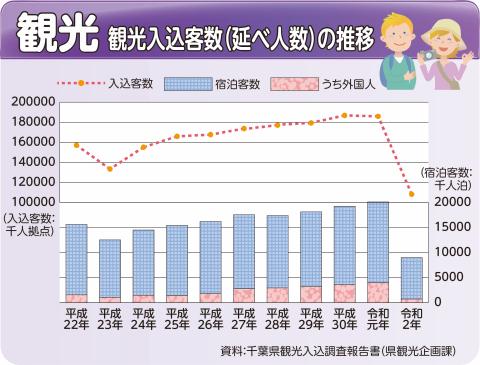 観光 観光入込客数(延べ人数)の推移
入込客数 宿泊客数 うち外国人
200000
180000
160000
140000
120000
100000
(入込客数:
千人拠点)
(宿泊客数:
千人泊)
20000
15000
10000
5000
0
平成22年 平成23年 平成24年 平成25年 平成26年 平成27年 平成28年 平成29年 平成30年 令和元年 令和2年
資料:千葉県観光入込調査報告書(県観光企画課)